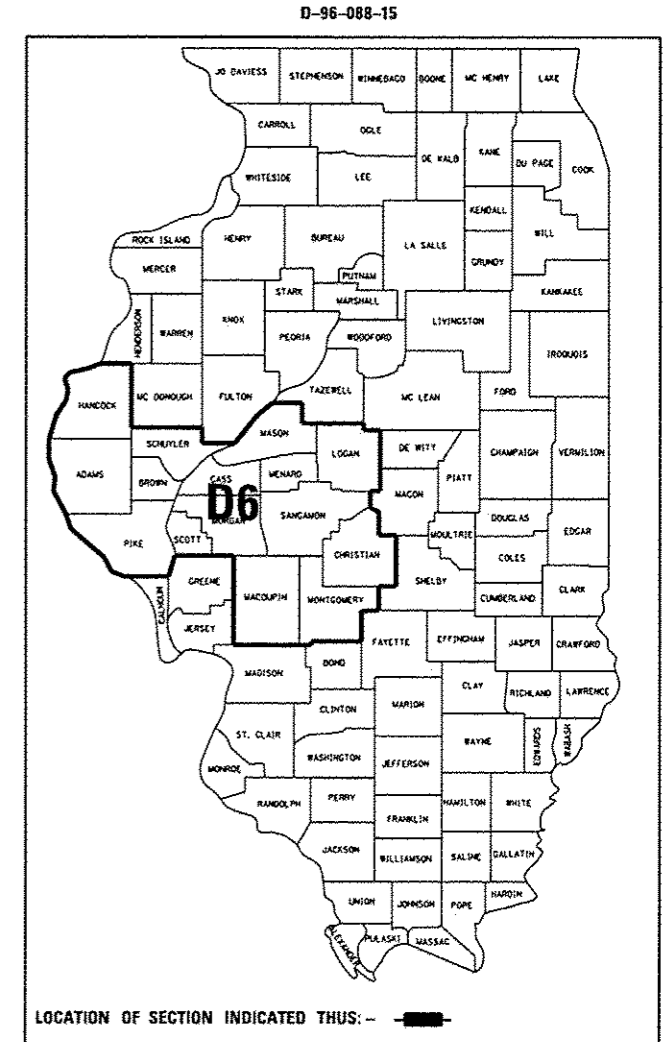 D-96-088-15
JO DAVIESS STEPHENSON WINNEBAGO BOONE MC HENRY LAKE
CARROLL OGLE DE KALB KANE DU PAGE COOK
WHITESIDE LEE KENDALL WILL
ROCK ISLAND HENRY BUREAU LA SALLE GRUNDY
MERCER PUTNAM KANKAKEE
STARK MARSHALL
HENDERSON WARREN KNOX PEORIA WOODFORD LIVINGSTON IROQUOIS
HANCOCK MC DONOUGH FULTON TAZEWELL MC LEAN FORD
SCHUYLER MASON LOGAN DE WITT CHAMPAIGN VERMILION
ADAMS BROWN CASS MENARD MACON PIATT
D6
PIKE SCOTT MORGAN SANGAMON MOULTRIE DOUGLAS EDGAR
CHRISTIAN COLES
GREENE MACOUPIN MONTGOMERY SHELBY CUMBERLAND CLARK
CALHOUN JERSEY FAYETTE EFFINGHAM JASPER CRAWFORD
MADISON BOND
CLINTON MARION CLAY RICHLAND LAWRENCE
ST. CLAIR WASHINGTON JEFFERSON WAYNE EDWARDS WABASH
MONROE
RANDOLPH PERRY FRANKLIN HAMILTON WHITE
JACKSON WILLIAMSON SALINE GALLATIN
UNION JOHNSON POPE HARDIN
ALEXANDER PULASKI MASSAC
LOCATION OF SECTION INDICATED THUS: -